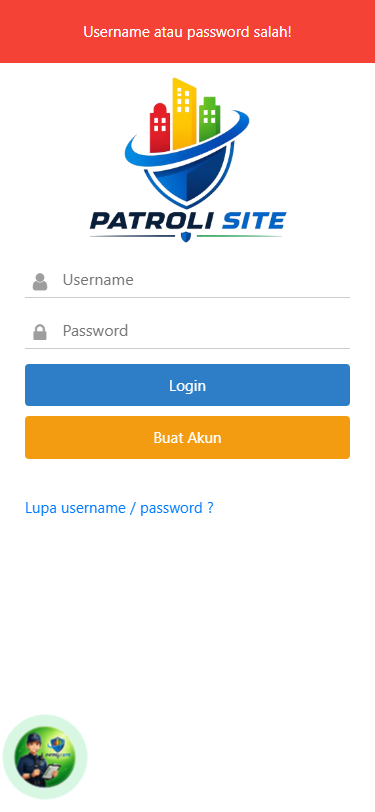 Username atau password salah!
PATROLI SITE
Username
Password
Login
Buat Akun
Lupa username / password ?